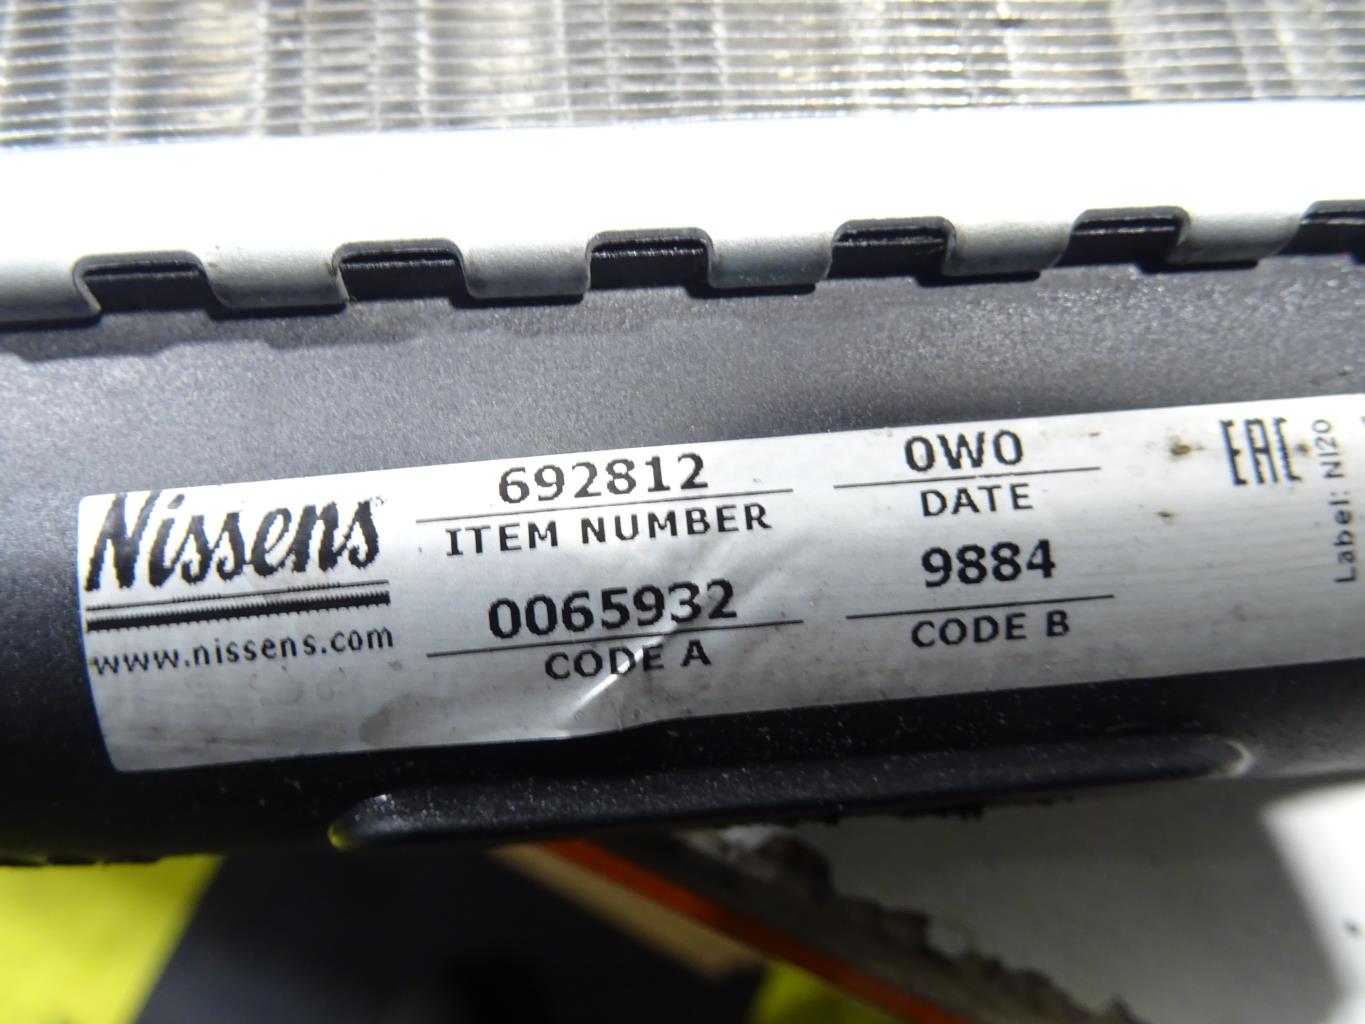 Nissens
www.nissens.com
692812
ITEM NUMBER
0065932
CODE A
0W0
DATE
9884
CODE B
EAC
Label: NI20